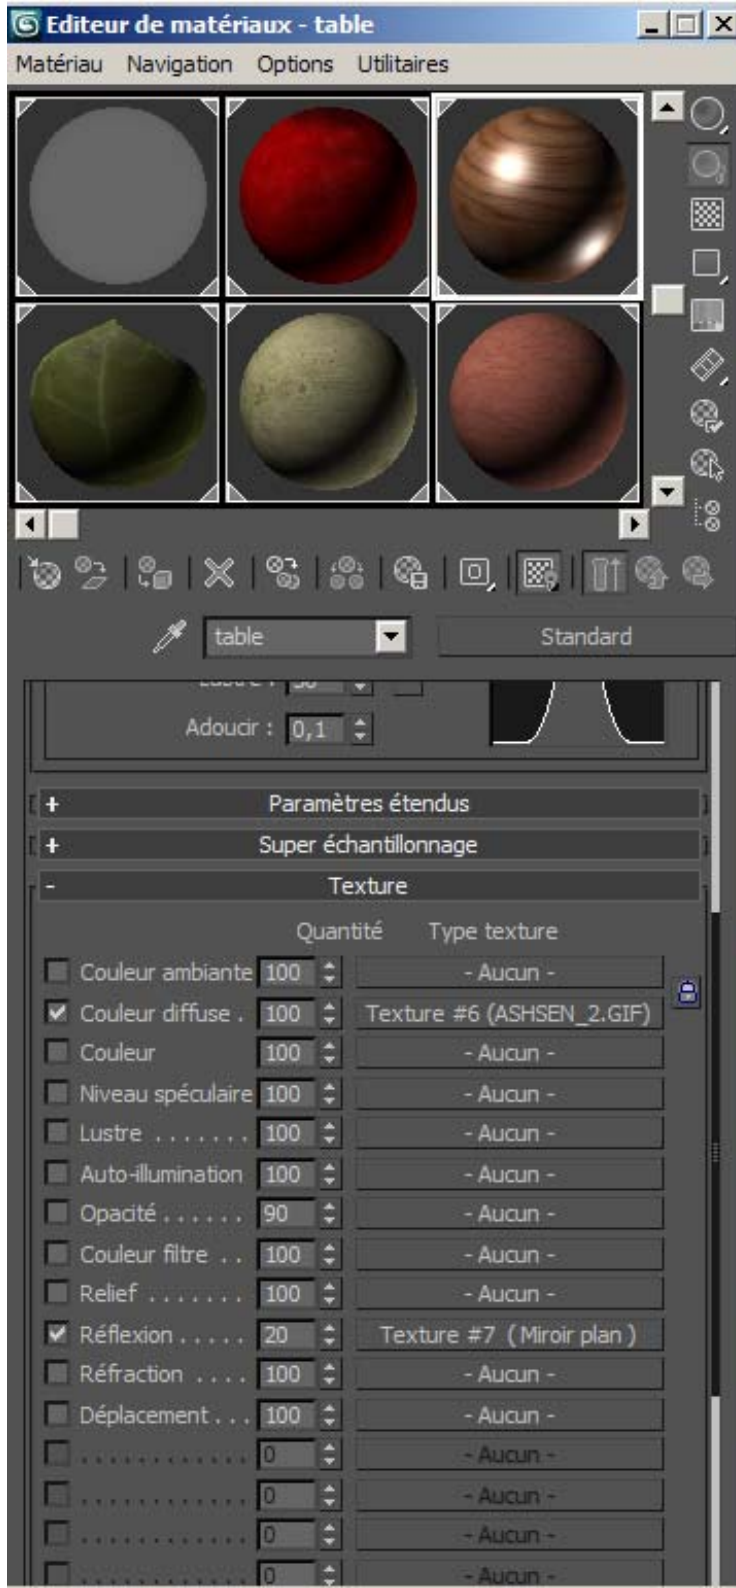 Editeur de matériaux - table
Matériau Navigation Options Utilitaires
table Standard
Adoucir : 0,1
+ Paramètres étendus
+ Super échantillonnage
- Texture
Quantité Type texture
Couleur ambiante 100 - Aucun -
Couleur diffuse . 100 Texture #6 (ASHSEN_2.GIF)
Couleur 100 - Aucun -
Niveau spéculaire 100 - Aucun -
Lustre . . . . . . . 100 - Aucun -
Auto-illumination 100 - Aucun -
Opacité . . . . . . 90 - Aucun -
Couleur filtre . . 100 - Aucun -
Relief . . . . . . . 100 - Aucun -
Réflexion . . . . . 20 Texture #7 ( Miroir plan )
Réfraction . . . . 100 - Aucun -
Déplacement . . . 100 - Aucun -
. . . . . . . . . . . . 0 - Aucun -
. . . . . . . . . . . . 0 - Aucun -
. . . . . . . . . . . . 0 - Aucun -
. . . . . . . . . . . . 0 - Aucun -